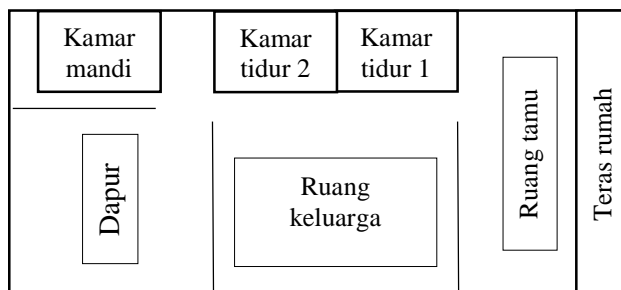 Kamar
mandi
Kamar
tidur 2
Kamar
tidur 1
Dapur
Ruang
keluarga
Ruang tamu
Teras rumah